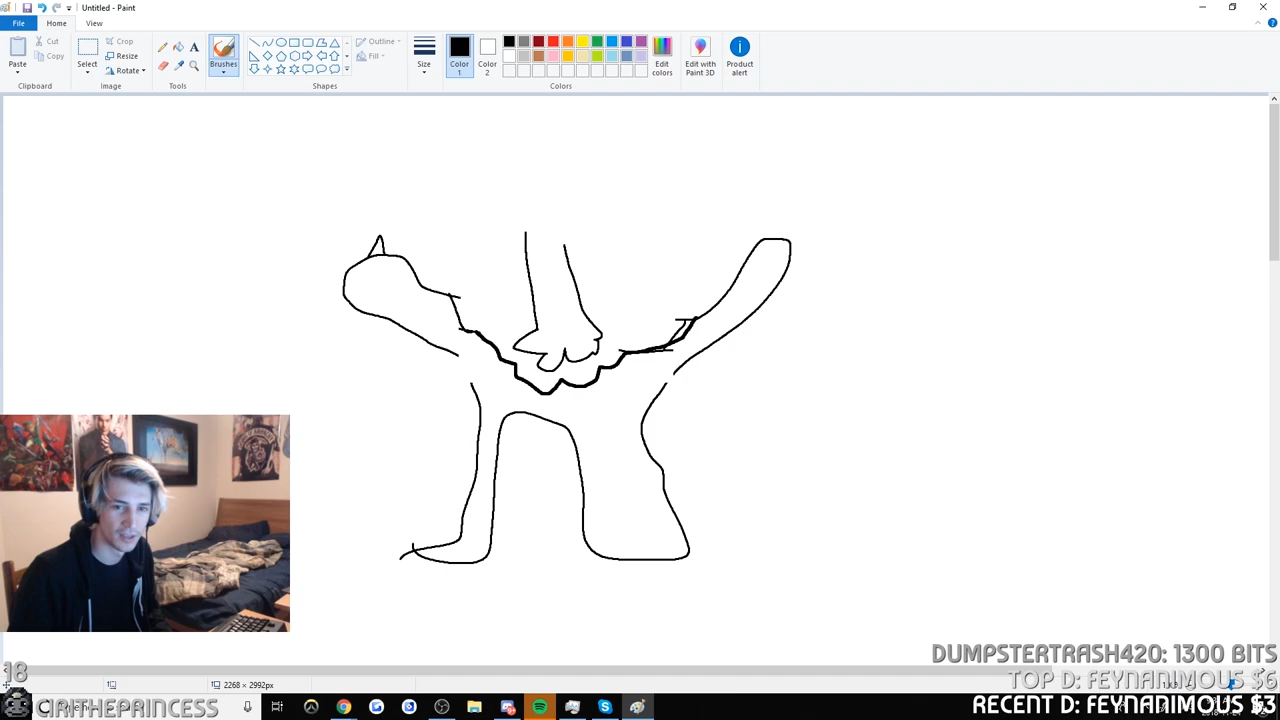 Untitled - Paint
File
Home
View
Paste
Cut
Copy
Clipboard
Select
Crop
Resize
Rotate
Image
Tools
Brushes
Shapes
Outline
Fill
Size
Color 1
Color 2
Colors
Edit colors
Edit with Paint 3D
Product alert
DUMPSTERTRASH420: 1300 BITS
TOP D: FEYNANIMOUS $6
RECENT D: FEYNANIMOUS $3
18
2268 × 2992px
CIRITHEPRINCESS